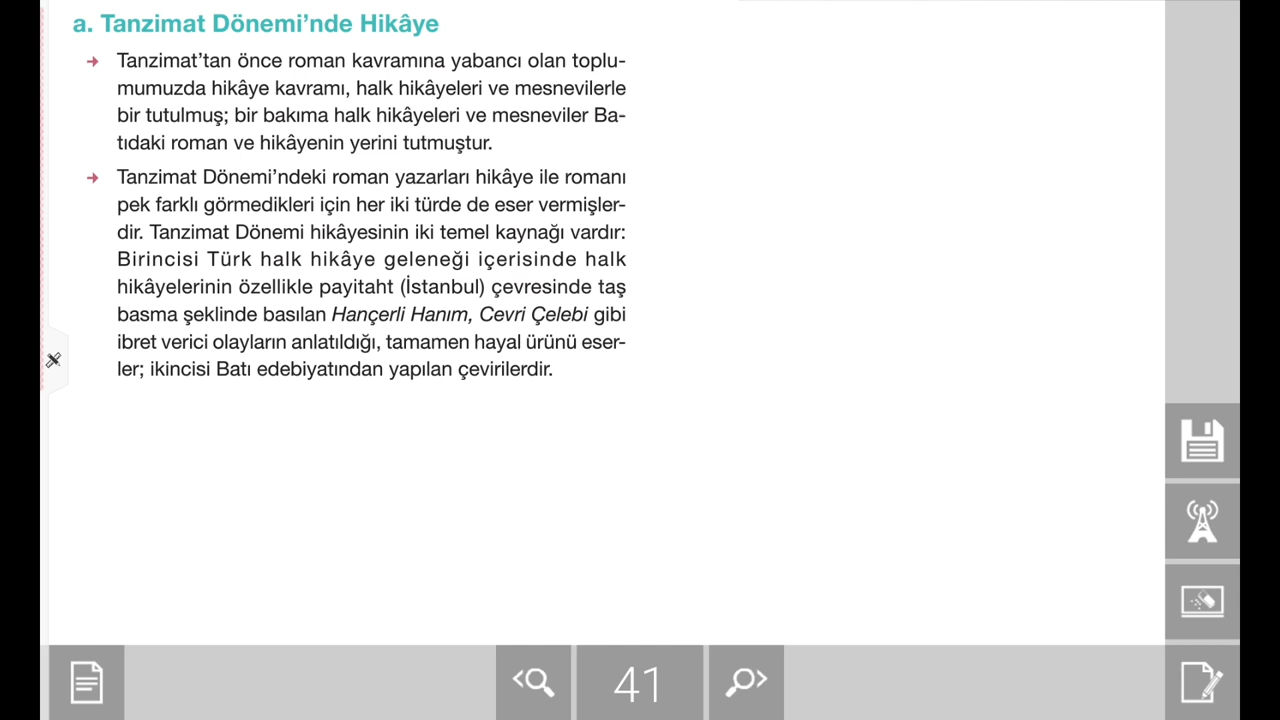 a. Tanzimat Dönemi’nde Hikâye
→ Tanzimat’tan önce roman kavramına yabancı olan toplu-
mumuzda hikâye kavramı, halk hikâyeleri ve mesnevilerle
bir tutulmuş; bir bakıma halk hikâyeleri ve mesneviler Ba-
tıdaki roman ve hikâyenin yerini tutmuştur.
→ Tanzimat Dönemi’ndeki roman yazarları hikâye ile romanı
pek farklı görmedikleri için her iki türde de eser vermişler-
dir. Tanzimat Dönemi hikâyesinin iki temel kaynağı vardır:
Birincisi Türk halk hikâye geleneği içerisinde halk
hikâyelerinin özellikle payitaht (İstanbul) çevresinde taş
basma şeklinde basılan Hançerli Hanım, Cevri Çelebi gibi
ibret verici olayların anlatıldığı, tamamen hayal ürünü eser-
ler; ikincisi Batı edebiyatından yapılan çevirilerdir.
41